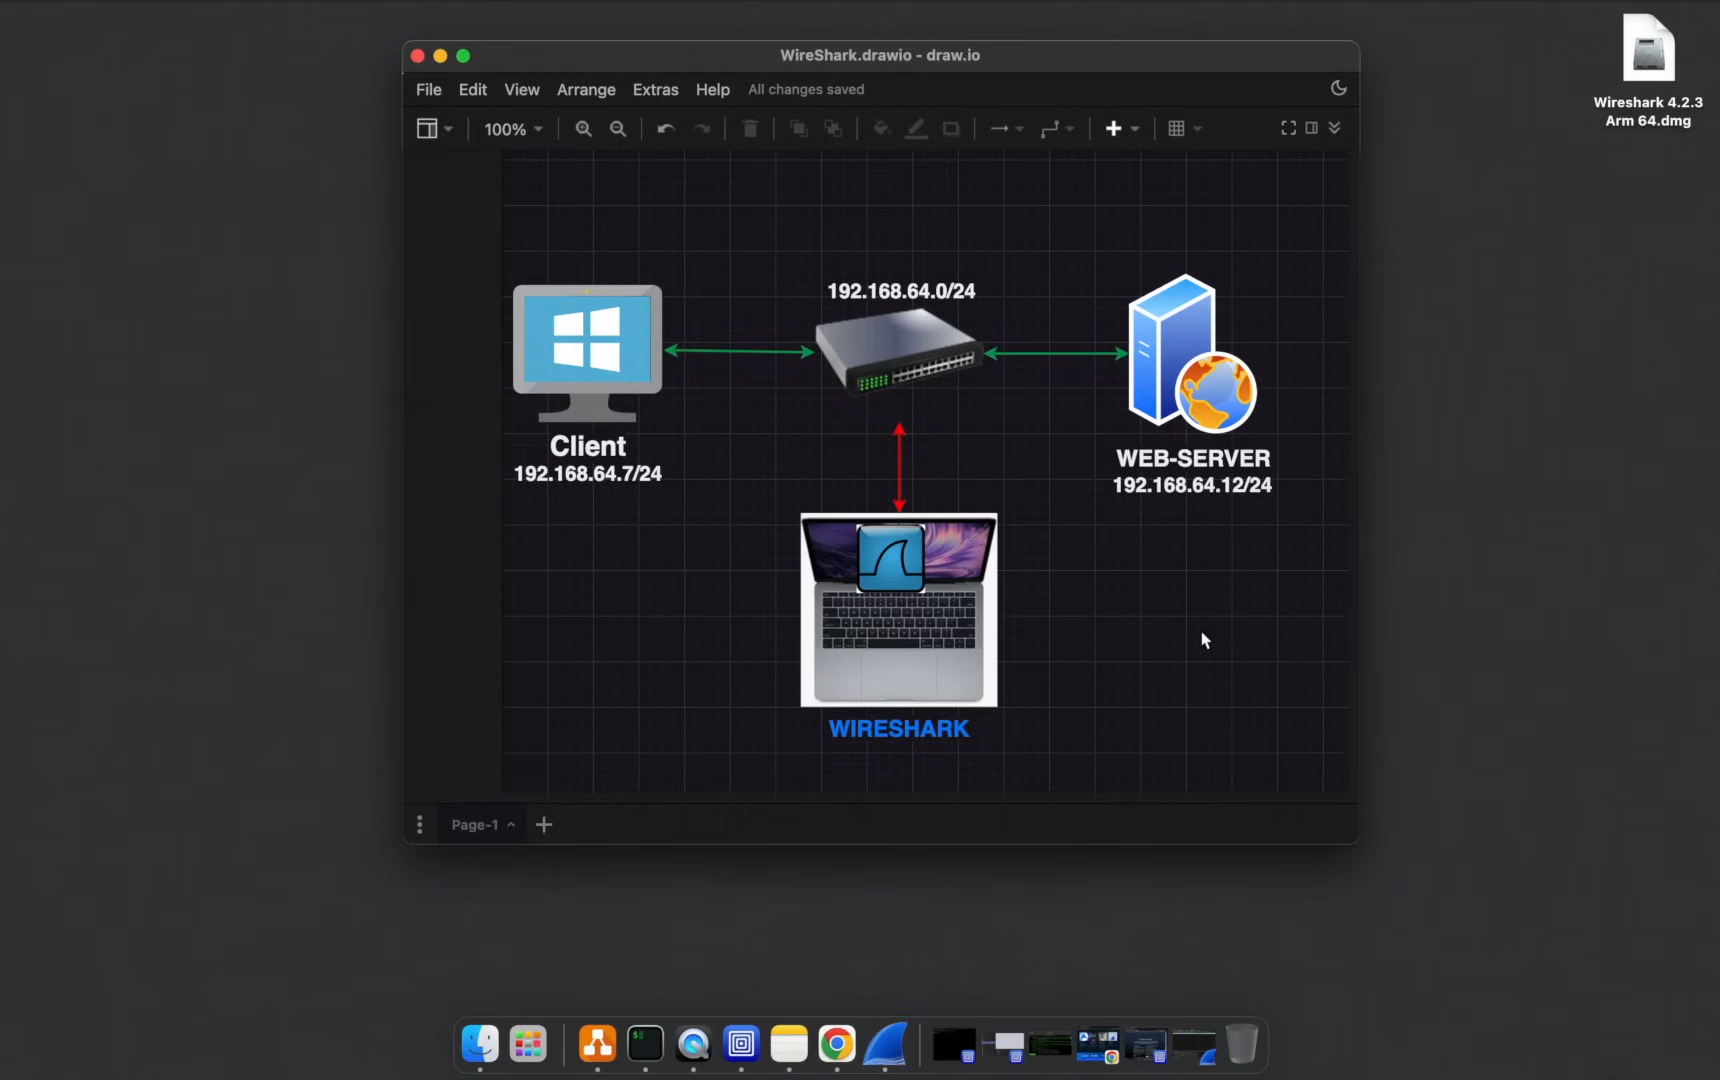 WireShark.drawio - draw.io
Wireshark 4.2.3
Arm 64.dmg
File Edit View Arrange Extras Help All changes saved
100%
192.168.64.0/24
Client
192.168.64.7/24
WEB-SERVER
192.168.64.12/24
WIRESHARK
Page-1